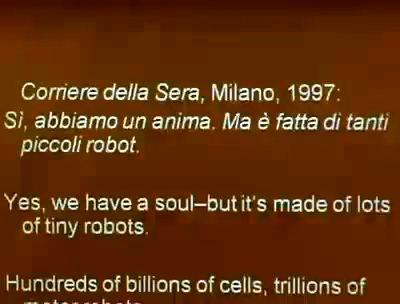 Corriere della Sera, Milano, 1997:
Sì, abbiamo un anima. Ma è fatta di tanti
piccoli robot.
Yes, we have a soul–but it's made of lots
of tiny robots.
Hundreds of billions of cells, trillions of